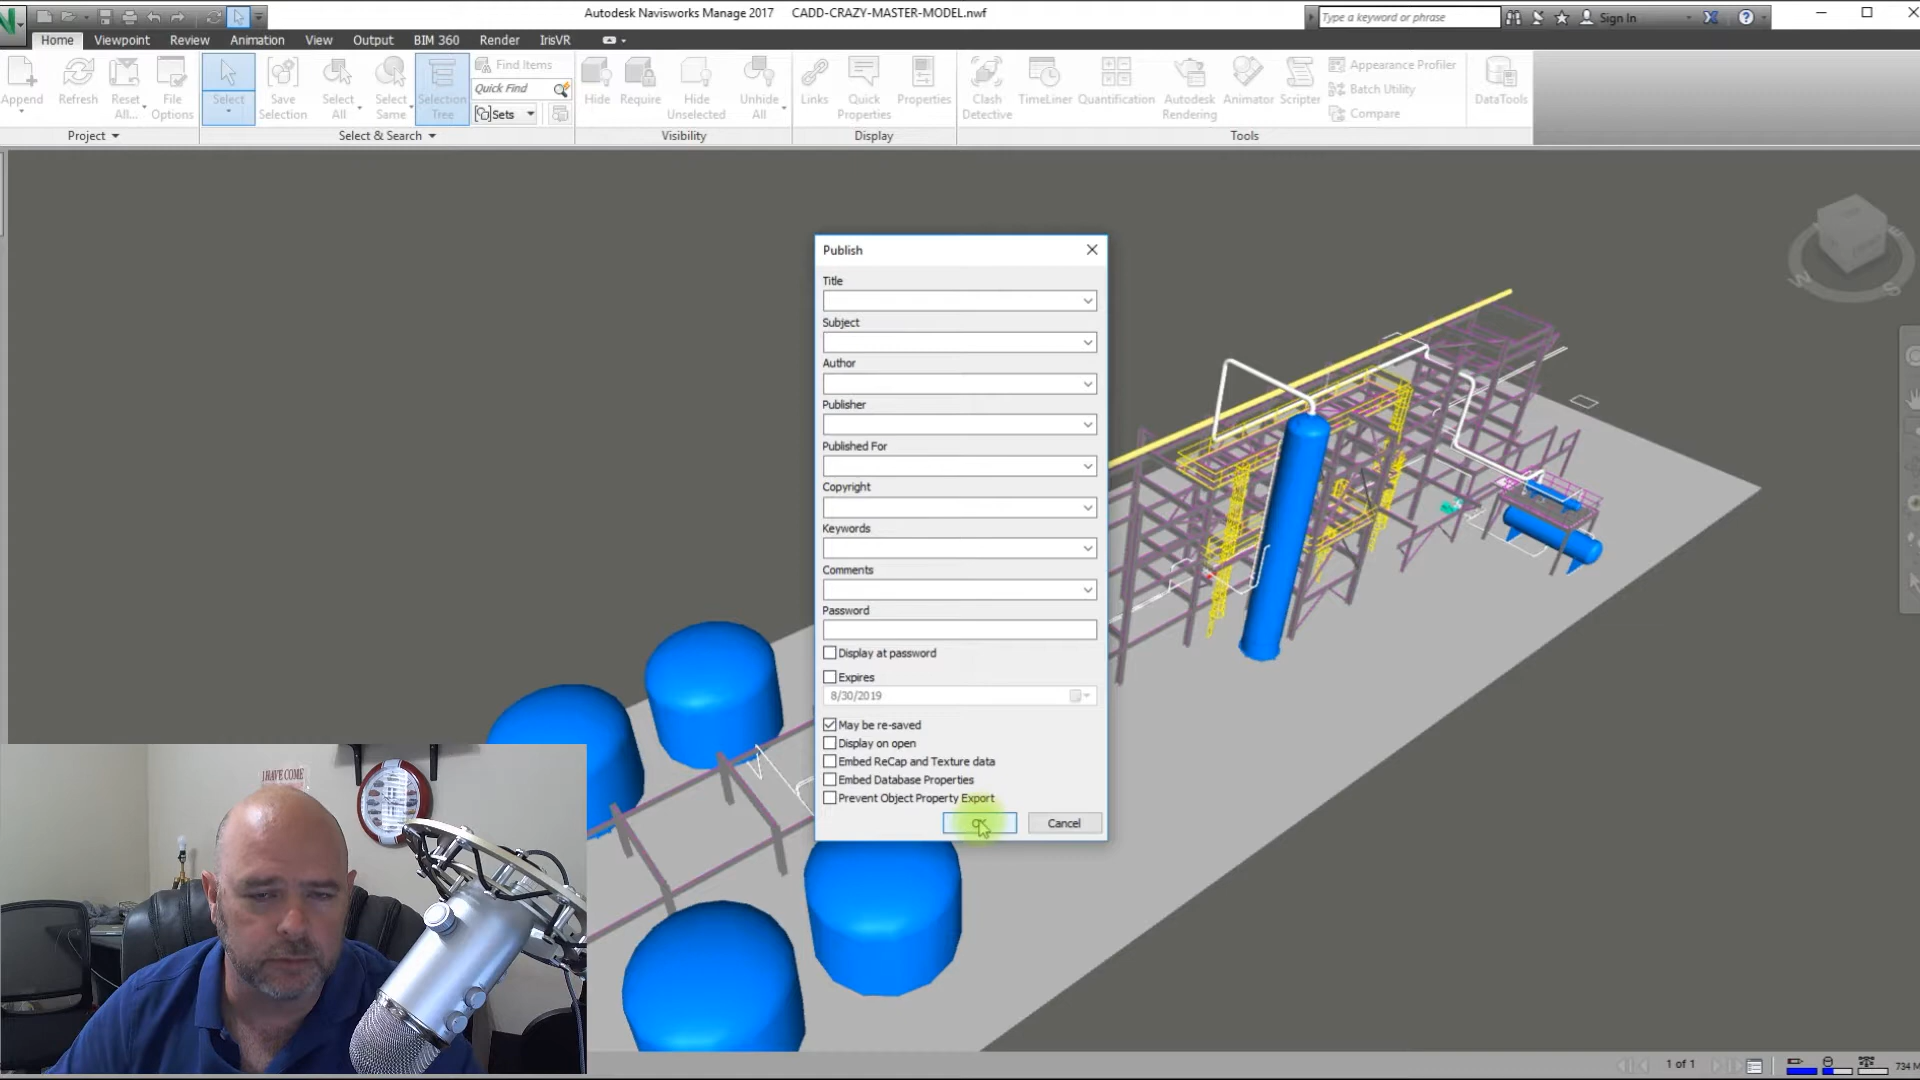 Autodesk Navisworks Manage 2017 CADD-CRAZY-MASTER-MODEL.nwf
Type a keyword or phrase
Sign In
Home Viewpoint Review Animation View Output BIM 360 Render IrisVR
Append
Refresh
Reset All...
File Options
Project
Select
Save Selection
Select All
Select Same
Selection Tree
Find Items
Quick Find
Sets
Select & Search
Hide
Require
Hide Unselected
Unhide All
Visibility
Links
Quick Properties
Properties
Display
Clash Detective
TimeLiner
Quantification
Autodesk Rendering
Animator
Scripter
Appearance Profiler
Batch Utility
Compare
DataTools
Tools
Publish
Title
Subject
Author
Publisher
Published For
Copyright
Keywords
Comments
Password
Display at password
Expires
8/30/2019
May be re-saved
Display on open
Embed ReCap and Texture data
Embed Database Properties
Prevent Object Property Export
OK Cancel
W S
I HAVE COME
1 of 1
734 M